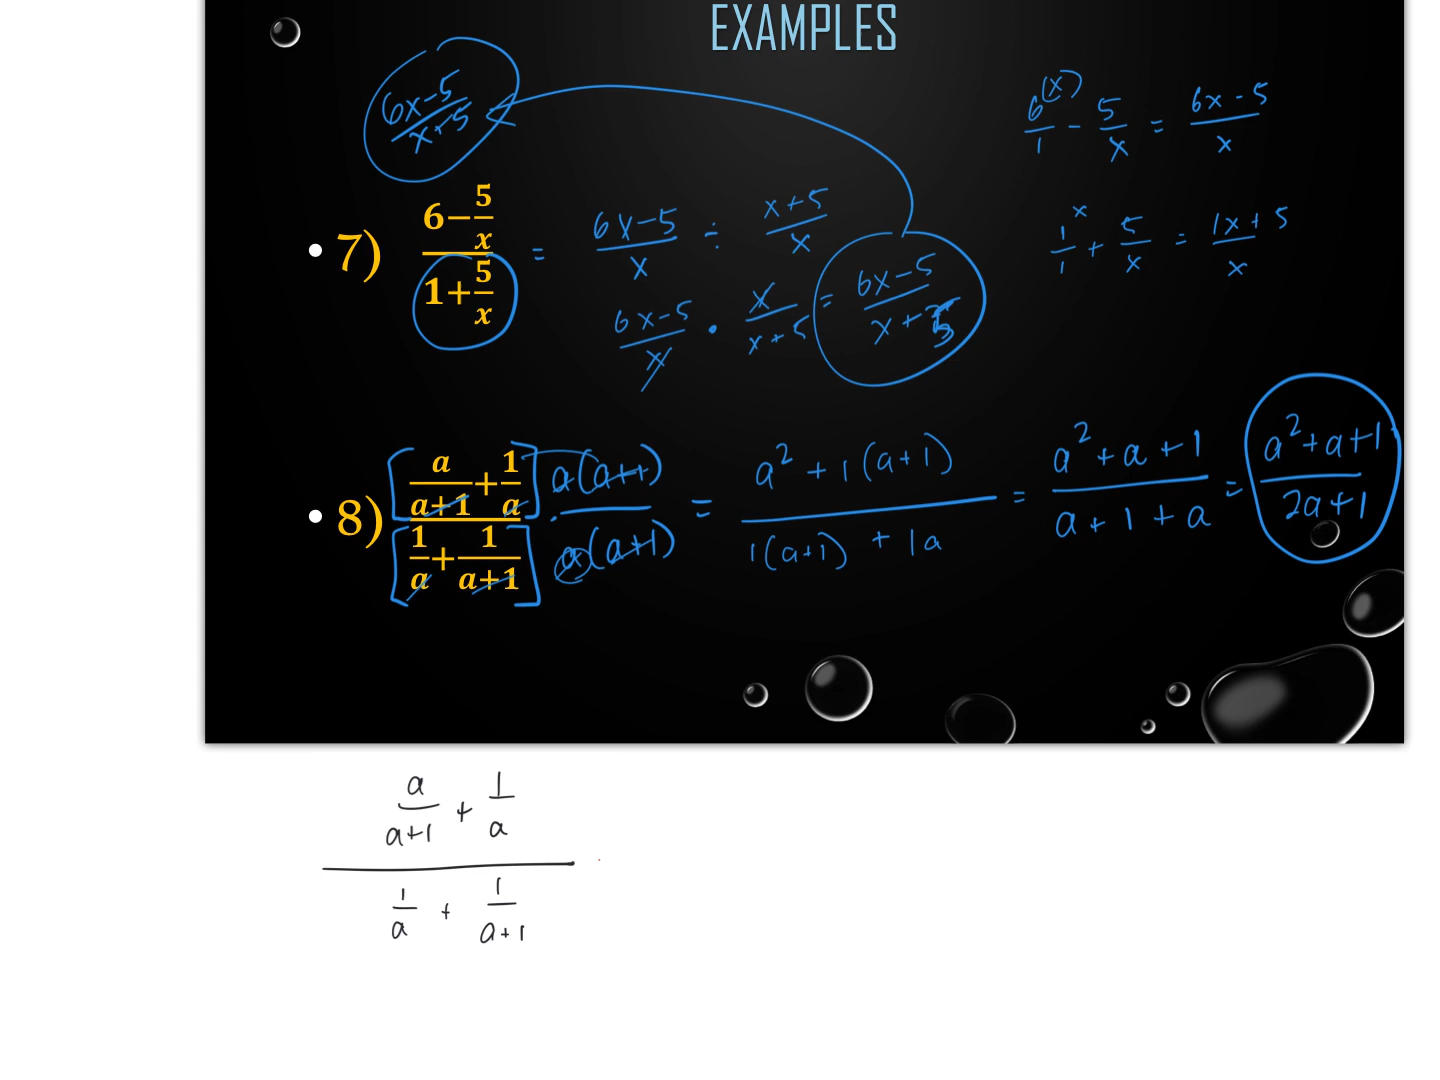 EXAMPLES
(6x-5)/(x+5)
6^(x)/1 - 5/x = (6x-5)/x
• 7) (6-5/x)/(1+5/x) = (6x-5)/x ÷ (x+5)/x
1^x/1 + 5/x = (1x+5)/x
(6x-5)/x • x/(x+5) = (6x-5)/(x+5)
• 8) [a/(a+1)+1/a]/[1/a+1/(a+1)] · a(a+1)/a(a+1) = (a²+1(a+1))/(1(a+1)+1a) = (a²+a+1)/(a+1+a) = (a²+a+1)/(2a+1)
(a/(a+1) + 1/a)/(1/a + 1/(a+1))